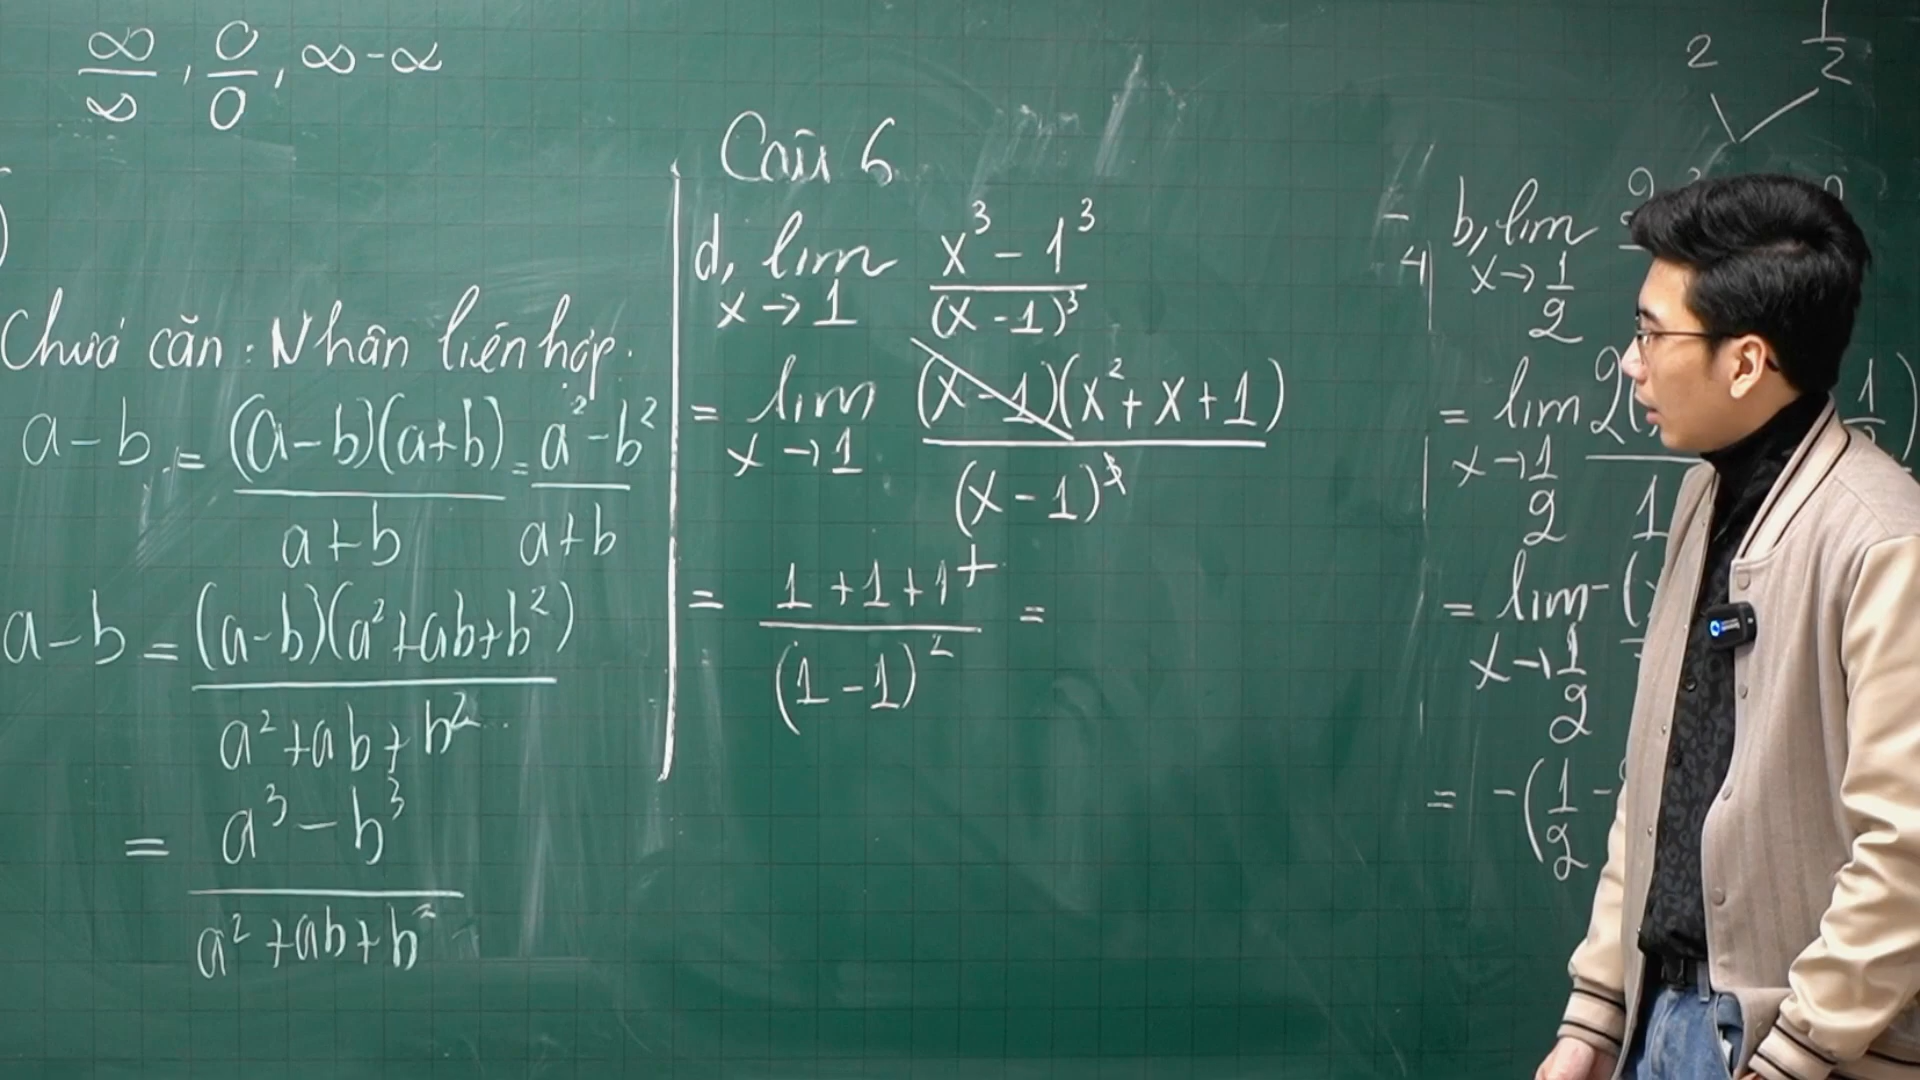 ∞/∞ , 0/0 , ∞ - ∞
Chứa căn : Nhân liên hợp.
a - b = (a-b)(a+b)/(a+b) = (a² - b²)/(a+b)
a - b = (a-b)(a²+ab+b²)/(a²+ab+b²)
= (a³ - b³)/(a² + ab + b²)
Câu 6
d, lim x→1 (x³ - 1³)/(x-1)³
= lim x→1 (x-1)(x²+x+1)/(x-1)³
= (1+1+1)/(1-1)² + =
2 1/2
b, lim x→1/2
= lim x→1/2 2(
= lim x→1/2 -(
= -(1/2 -